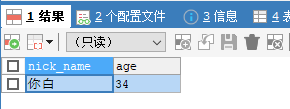 1 结果 2 个配置文件 3 信息 4 表
（只读）
nick_name age
你白 34